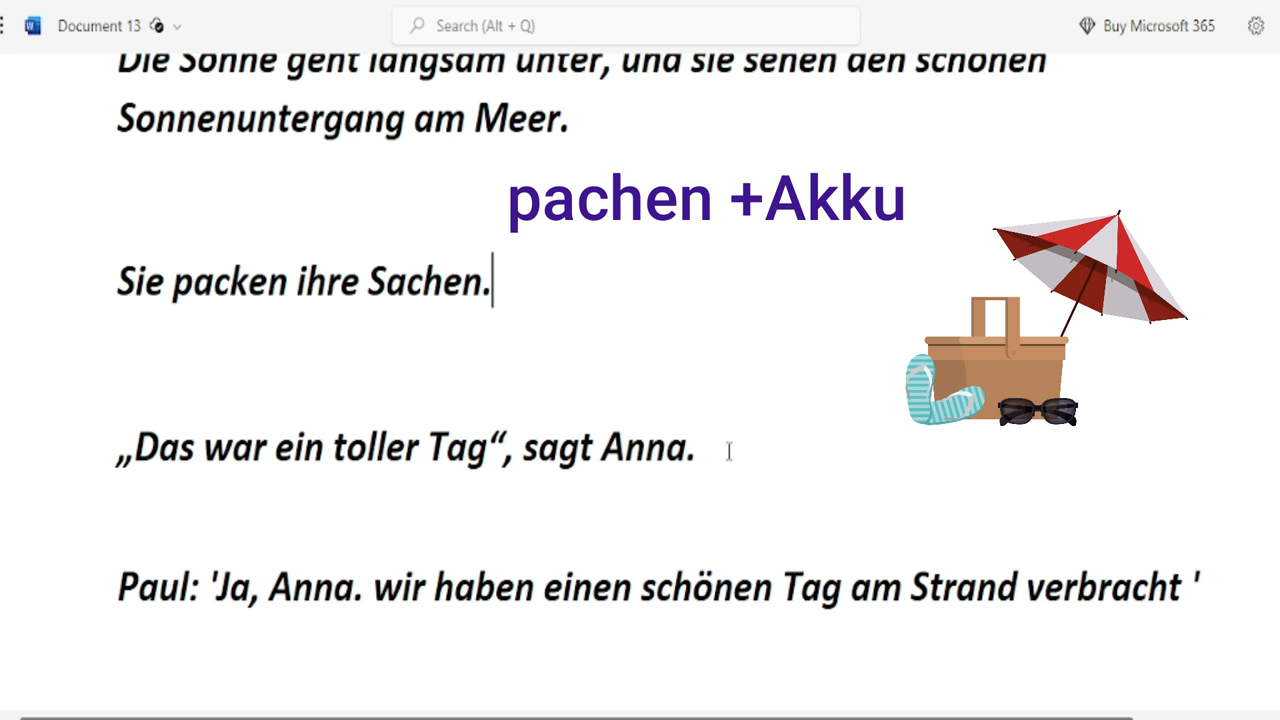 Document 13
Search (Alt + Q)
Buy Microsoft 365
Die Sonne geht langsam unter, und sie sehen den schönen
Sonnenuntergang am Meer.
pachen +Akku
Sie packen ihre Sachen.
„Das war ein toller Tag“, sagt Anna.
Paul: 'Ja, Anna. wir haben einen schönen Tag am Strand verbracht '